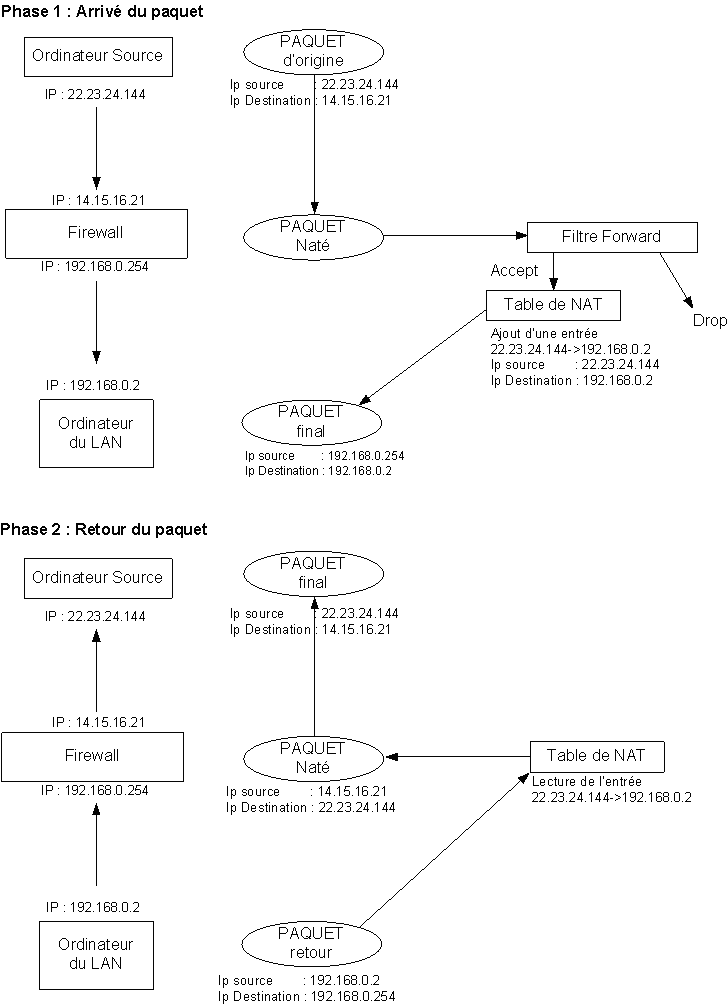 Phase 1 : Arrivé du paquet
Ordinateur Source
IP : 22.23.24.144
IP : 14.15.16.21
Firewall
IP : 192.168.0.254
IP : 192.168.0.2
Ordinateur
du LAN
PAQUET
d'origine
Ip source : 22.23.24.144
Ip Destination : 14.15.16.21
PAQUET
Naté
Filtre Forward
Accept
Drop
Table de NAT
Ajout d'une entrée
22.23.24.144->192.168.0.2
Ip source : 22.23.24.144
Ip Destination : 192.168.0.2
PAQUET
final
Ip source : 192.168.0.254
Ip Destination : 192.168.0.2
Phase 2 : Retour du paquet
Ordinateur Source
IP : 22.23.24.144
IP : 14.15.16.21
Firewall
IP : 192.168.0.254
IP : 192.168.0.2
Ordinateur
du LAN
PAQUET
final
Ip source : 22.23.24.144
Ip Destination : 14.15.16.21
PAQUET
Naté
Ip source : 14.15.16.21
Ip Destination : 22.23.24.144
Table de NAT
Lecture de l'entrée
22.23.24.144->192.168.0.2
PAQUET
retour
Ip source : 192.168.0.2
Ip Destination : 192.168.0.254